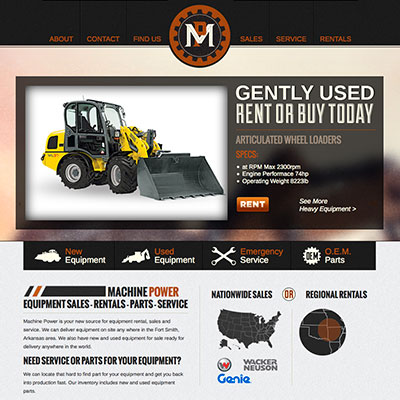 ABOUT CONTACT FIND US M SALES SERVICE RENTALS
GENTLY USED
RENT OR BUY TODAY
ARTICULATED WHEEL LOADERS
SPECS:
• at RPM Max 2300rpm
• Engine Performace 74hp
• Operating Weight 8223lb
RENT
See More
Heavy Equipment >
New
Equipment
Used
Equipment
Emergency
Service
OEM
O.E.M.
Parts
MACHINEPOWER
EQUIPMENT SALES - RENTALS - PARTS - SERVICE
Machine Power is your new source for equipment rental, sales and
service. We can deliver equipment on site any where in the Fort Smith,
Arkansas area. We also have new and used equipment for sale ready for
delivery anywhere in the world.
NEED SERVICE OR PARTS FOR YOUR EQUIPMENT?
We can locate that hard to find part for your equipment and get you back
into production fast. Our inventory includes new and used equipment
parts.
NATIONWIDE SALES
OR
REGIONAL RENTALS
WACKER
NEUSON
Genie